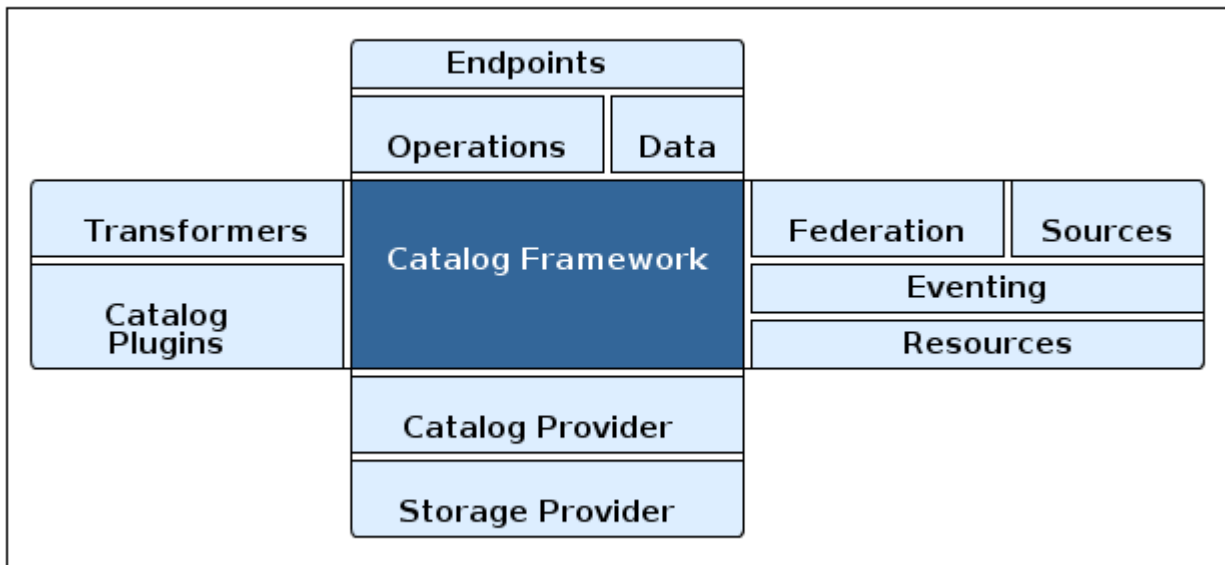 Endpoints
Operations
Data
Transformers
Catalog Framework
Federation
Sources
Eventing
Catalog
Plugins
Resources
Catalog Provider
Storage Provider